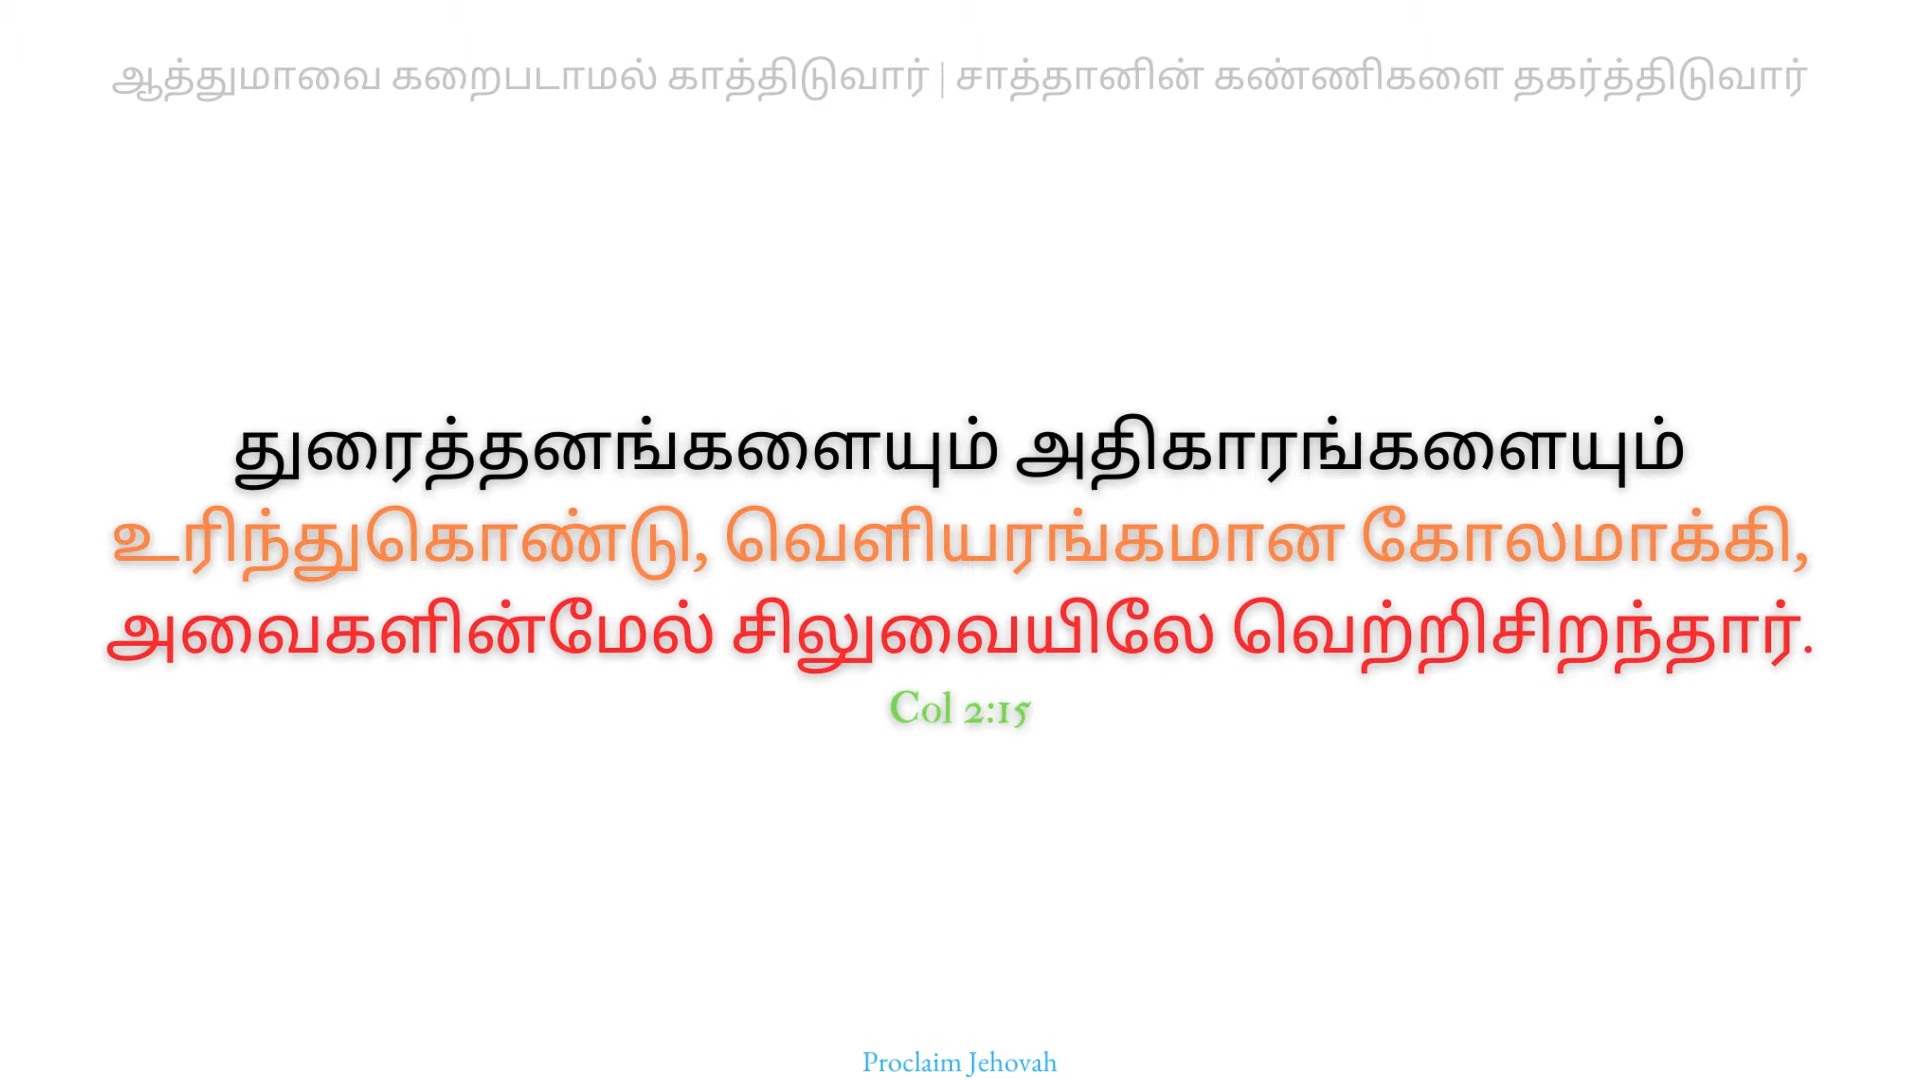 ஆத்துமாவை கறைபடாமல் காத்திடுவார் | சாத்தானின் கண்ணிகளை தகர்த்திடுவார்
துரைத்தனங்களையும் அதிகாரங்களையும்
உரிந்துகொண்டு, வெளியரங்கமான கோலமாக்கி,
அவைகளின்மேல் சிலுவையிலே வெற்றிசிறந்தார்.
Col 2:15
Proclaim Jehovah